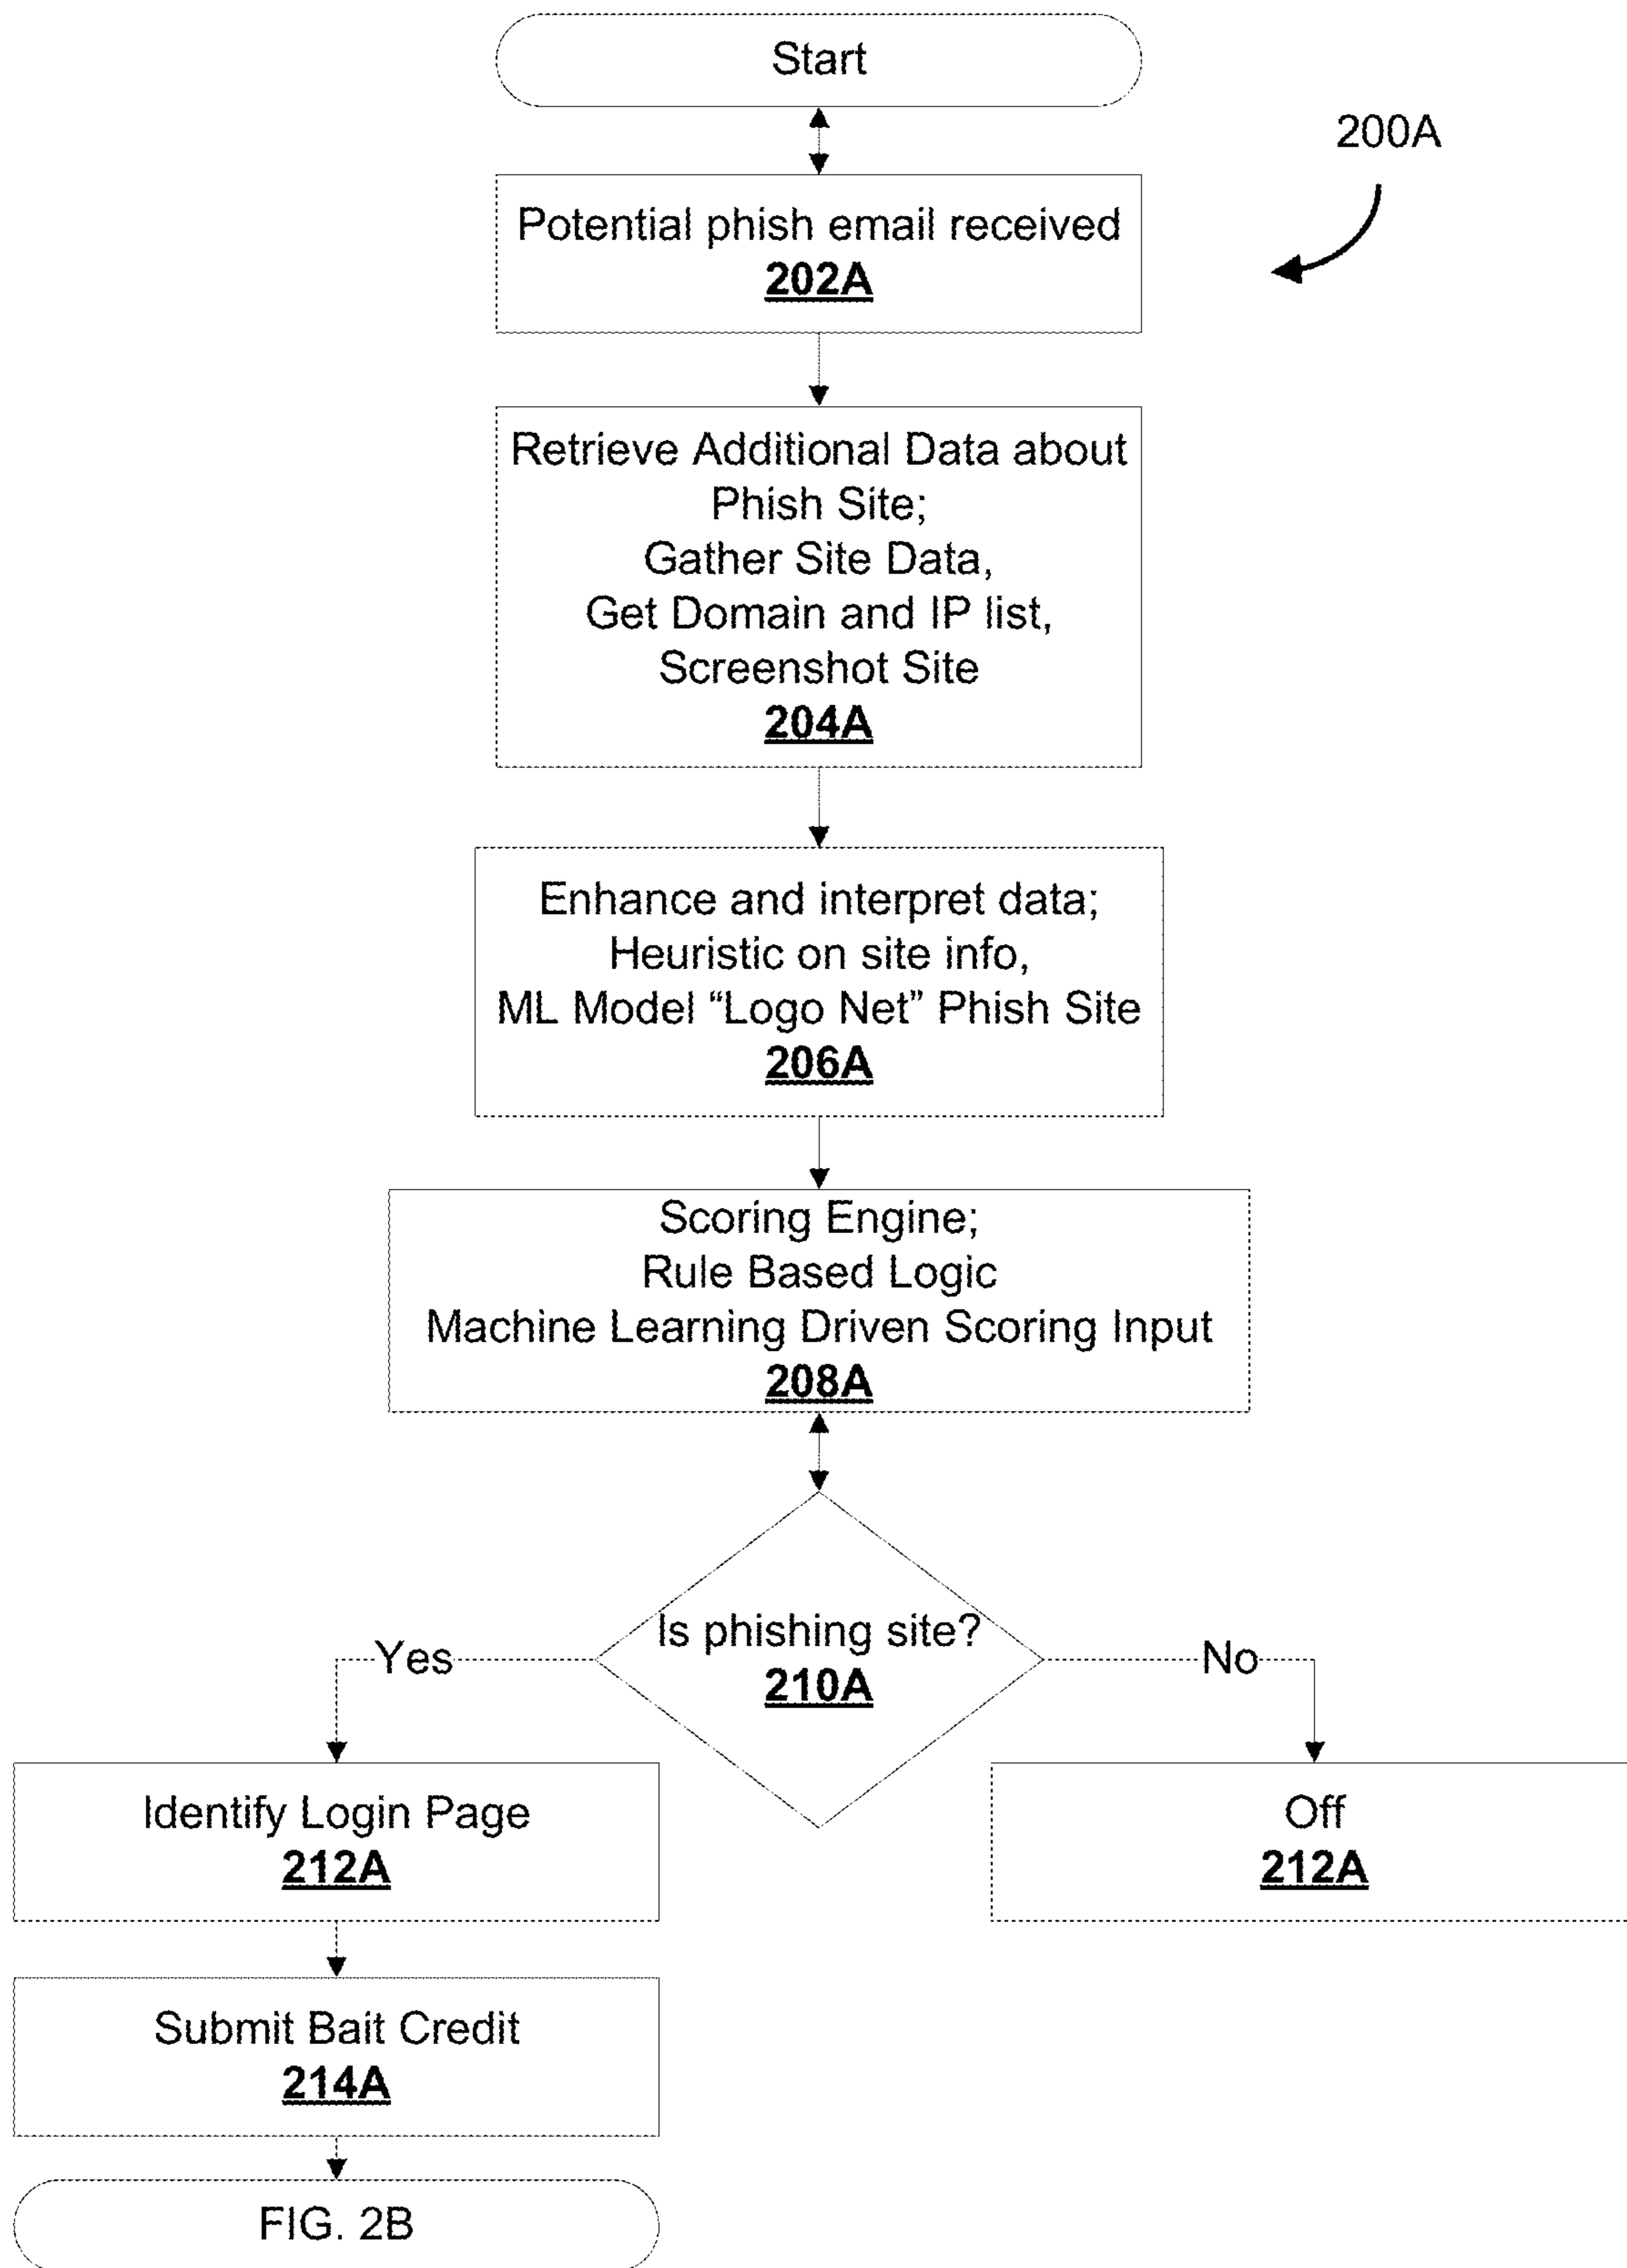 Start
200A
Potential phish email received
202A
Retrieve Additional Data about
Phish Site;
Gather Site Data,
Get Domain and IP list,
Screenshot Site
204A
Enhance and interpret data;
Heuristic on site info,
ML Model “Logo Net” Phish Site
206A
Scoring Engine;
Rule Based Logic
Machine Learning Driven Scoring Input
208A
Is phishing site?
210A
Yes
No
Identify Login Page
212A
Off
212A
Submit Bait Credit
214A
FIG. 2B